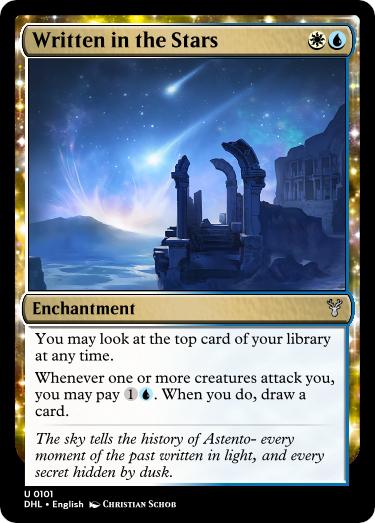 Written in the Stars
Enchantment
You may look at the top card of your library
at any time.
Whenever one or more creatures attack you,
you may pay 1. When you do, draw a
card.
The sky tells the history of Astento- every
moment of the past written in light, and every
secret hidden by dusk.
U 0101
DHL • English Christian Schob